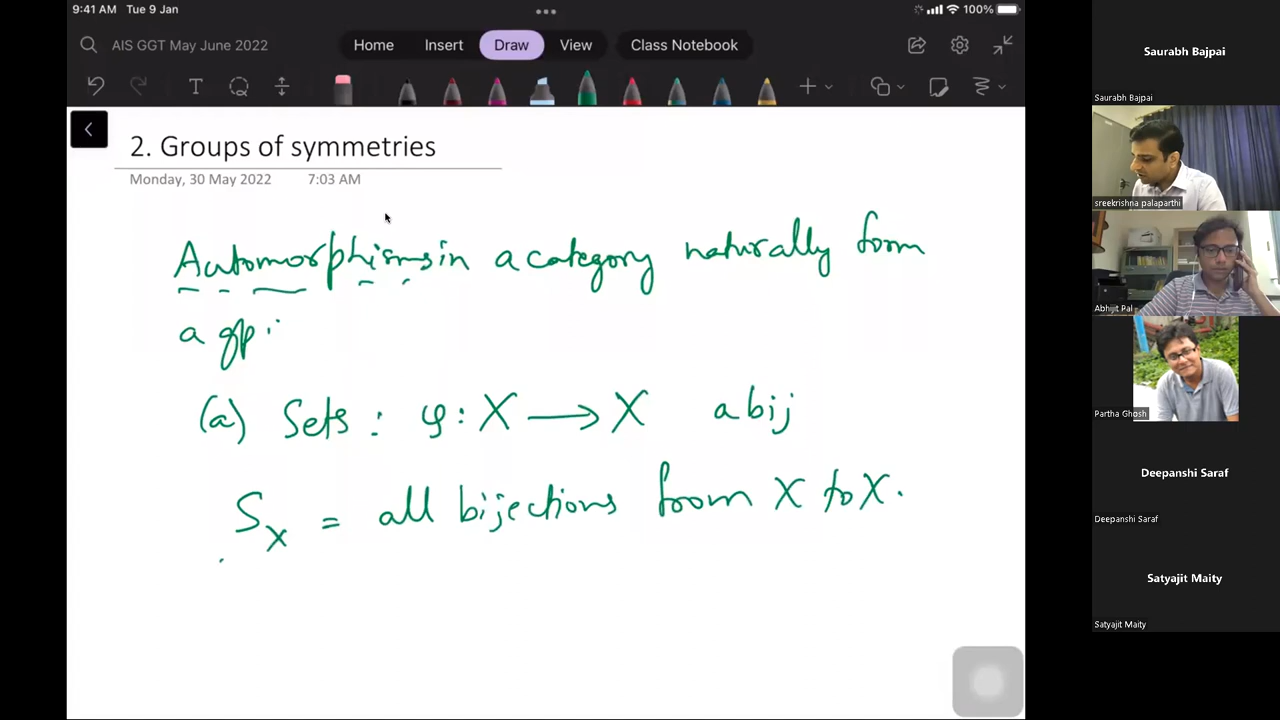 9:41 AM Tue 9 Jan
100%
AIS GGT May June 2022
Home Insert Draw View Class Notebook
T
2. Groups of symmetries
Monday, 30 May 2022 7:03 AM
Automorphisms in a category naturally form
a gp:
(a) Sets : φ : X → X a bij
S_X = all bijections from X to X.
Saurabh Bajpai
Saurabh Bajpai
sreekrishna palaparthi
Abhijit Pal
Partha Ghosh
Deepanshi Saraf
Deepanshi Saraf
Satyajit Maity
Satyajit Maity